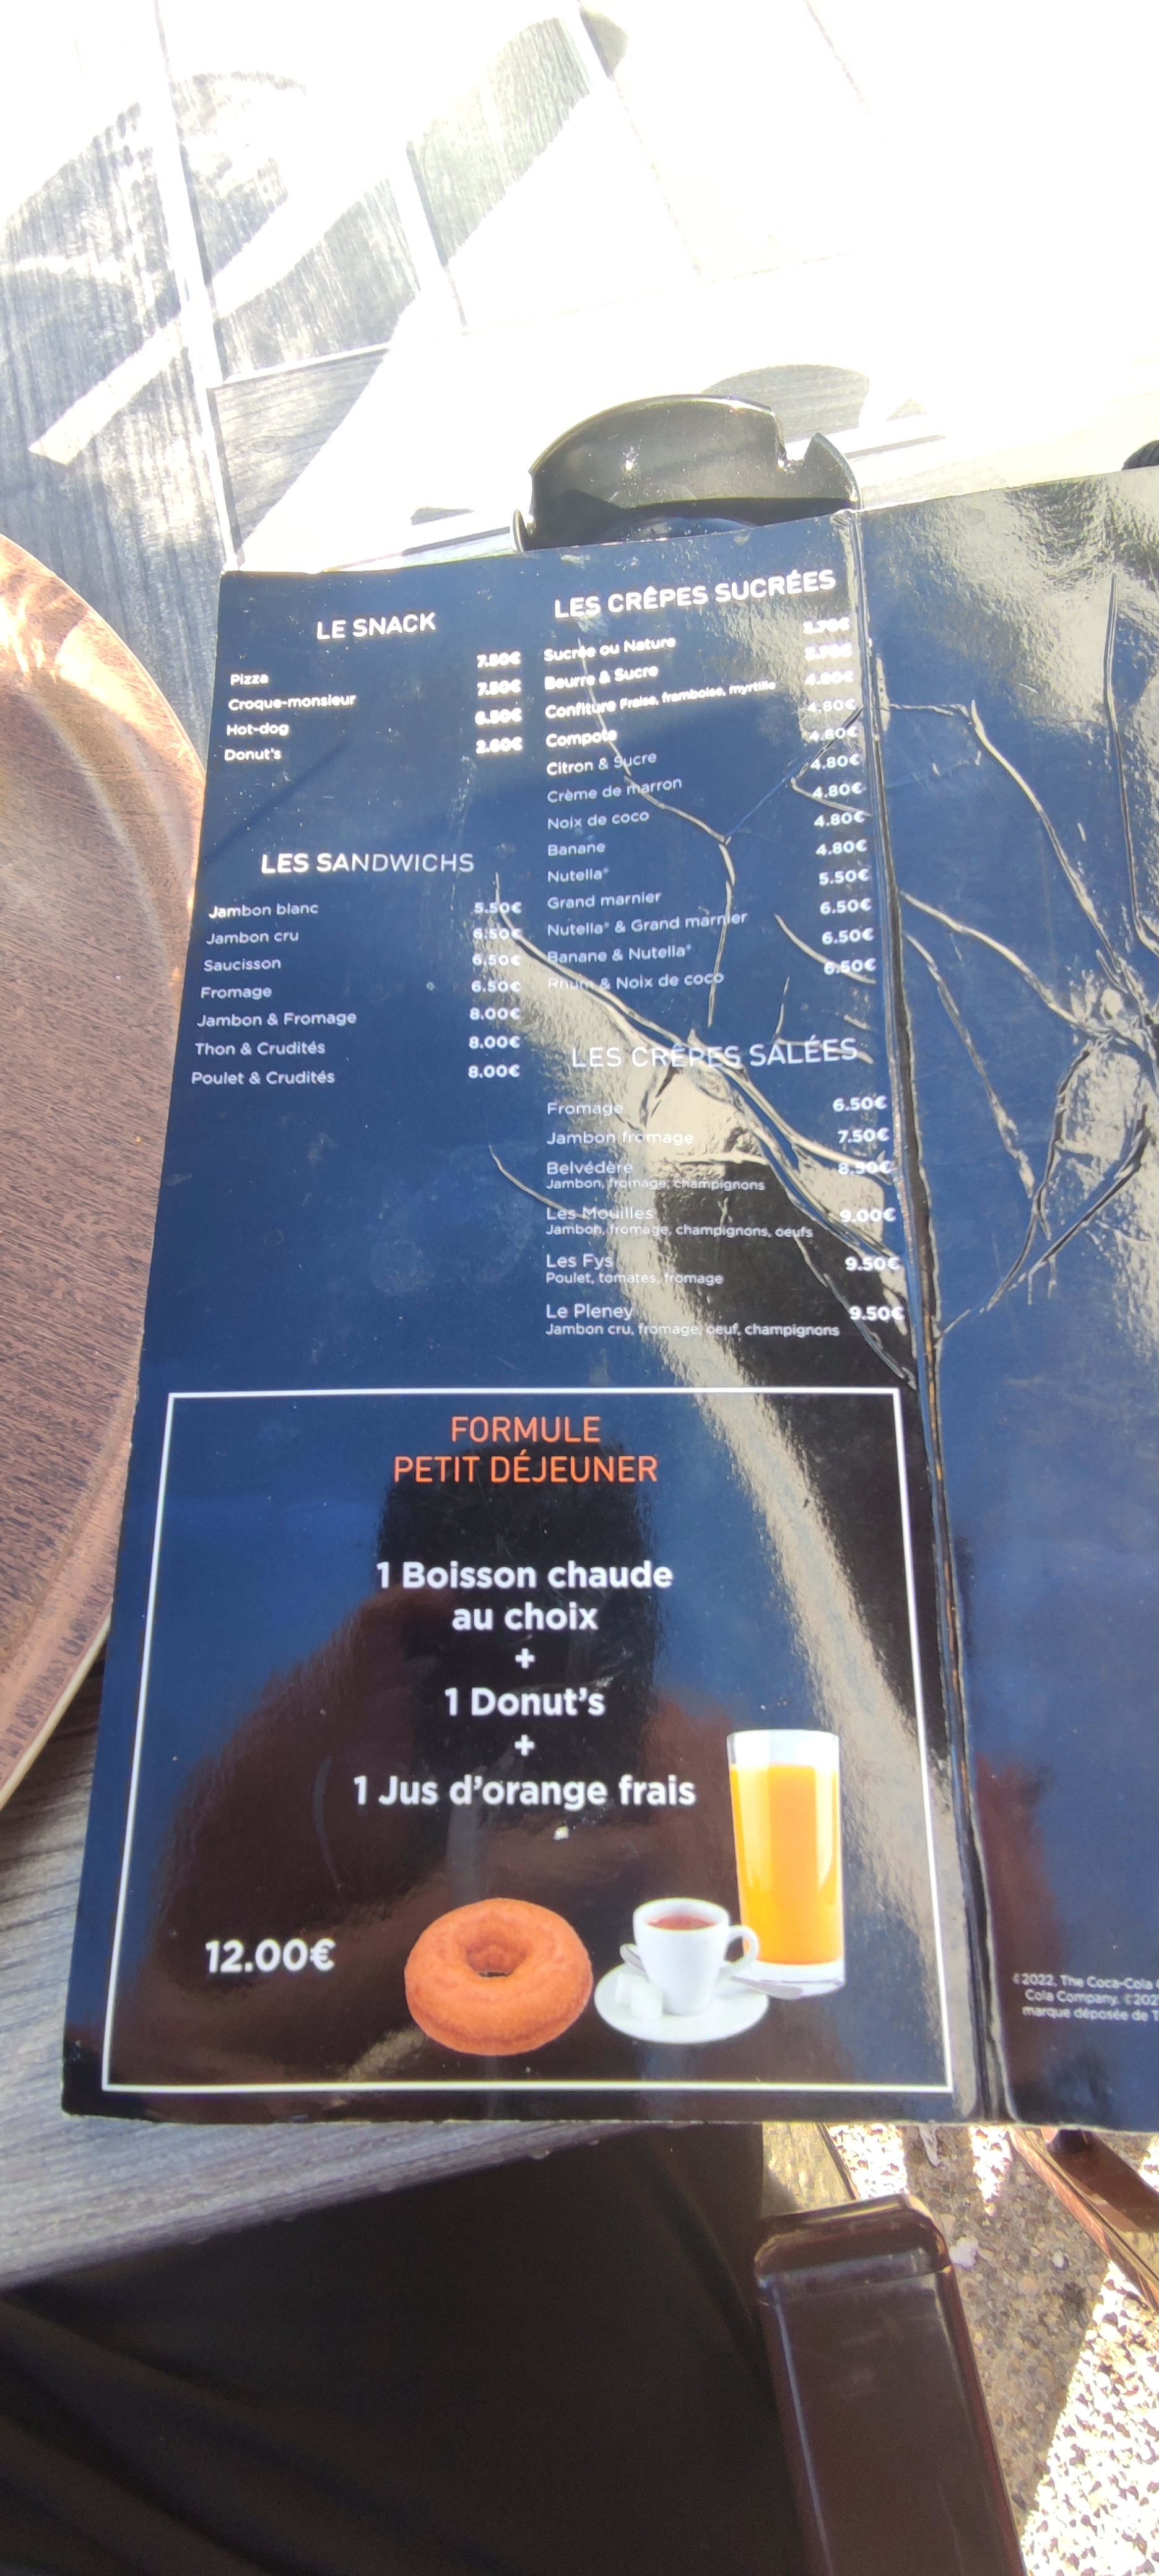 LE SNACK
Pizza 7.50€
Croque-monsieur 7.50€
Hot-dog 6.50€
Donut's 2.60€
LES SANDWICHS
Jambon blanc 5.50€
Jambon cru 6.50€
Saucisson 6.50€
Fromage 6.50€
Jambon & Fromage 8.00€
Thon & Crudités 8.00€
Poulet & Crudités 8.00€
LES CRÊPES SUCRÉES
Sucrée ou Nature
Beurre & Sucre
Confiture Fraise, framboise, myrtille 4.80€
Compote 4.80€
Citron & Sucre 4.80€
Crème de marron 4.80€
Noix de coco 4.80€
Banane 4.80€
Nutella® 4.80€
Grand marnier 5.50€
Nutella® & Grand marnier 6.50€
Banane & Nutella® 6.50€
Rhum & Noix de coco 6.50€
LES CRÊPES SALÉES
Fromage 6.50€
Jambon fromage 7.50€
Belvédère 8.50€
Jambon, fromage, champignons
Les Mouilles 9.00€
Jambon, fromage, champignons, oeufs
Les Fys 9.50€
Poulet, tomates, fromage
Le Pleney 9.50€
Jambon cru, fromage, oeuf, champignons
FORMULE
PETIT DÉJEUNER
1 Boisson chaude
au choix
+
1 Donut's
+
1 Jus d'orange frais
12.00€
©2022, The Coca-Cola
Cola Company. ©202
marque déposée de T